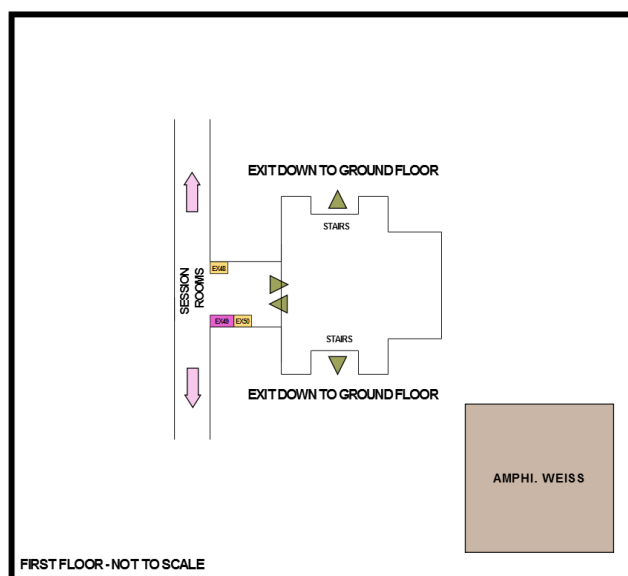 EXIT DOWN TO GROUND FLOOR
STAIRS
SESSION
ROOMS
EX48
EX49 EX50
STAIRS
EXIT DOWN TO GROUND FLOOR
AMPHI. WEISS
FIRST FLOOR - NOT TO SCALE